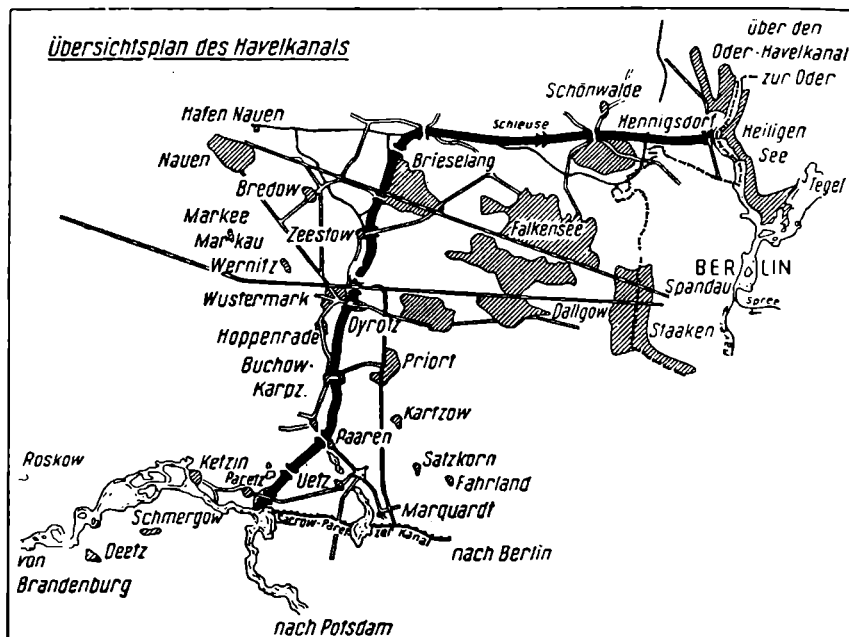 Übersichtsplan des Havelkanals
über den
Oder-Havelkanal
zur Oder
Schönwalde
Hafen Nauen
Schleuse
Hennigsdorf
Heiligen
See
Nauen
Brieselang
Bredow
Tegel
Markee
Markau
Zeestow
Falkensee
Wernitz
BERLIN
Spandau
Wustermark
Dyrotz
Dallgow
Spree
Staaken
Hoppenrade
Buchow-
Karpz.
Priort
Kartzow
Paaren
Roskow
Ketzin
Paretz
Uetz
Satzkorn
Fahrland
Schmergow
Marquardt
Kanal
Deetz
nach Berlin
von
Brandenburg
nach Potsdam